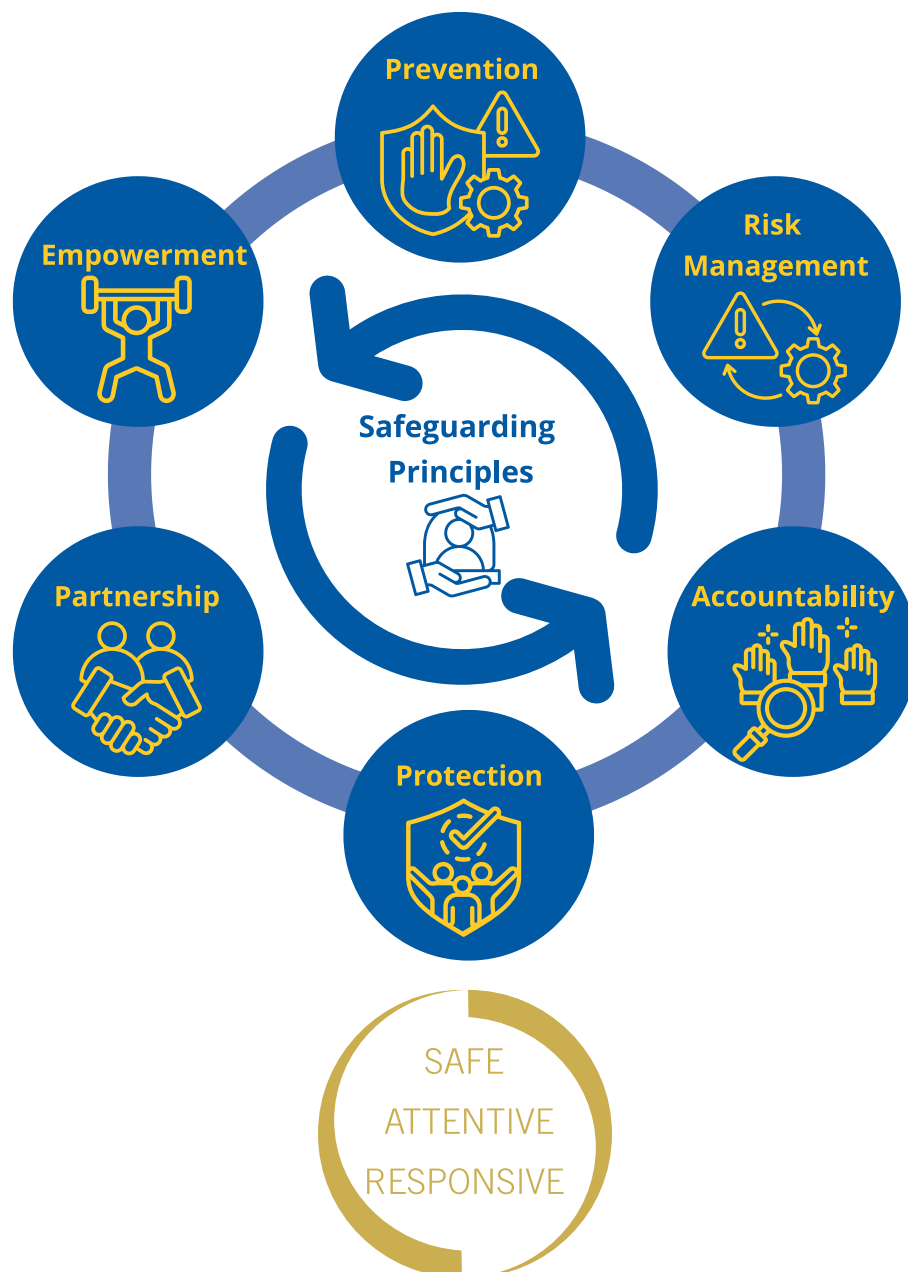 Prevention
Empowerment
Risk
Management
Safeguarding
Principles
Partnership
Accountability
Protection
SAFE
ATTENTIVE
RESPONSIVE